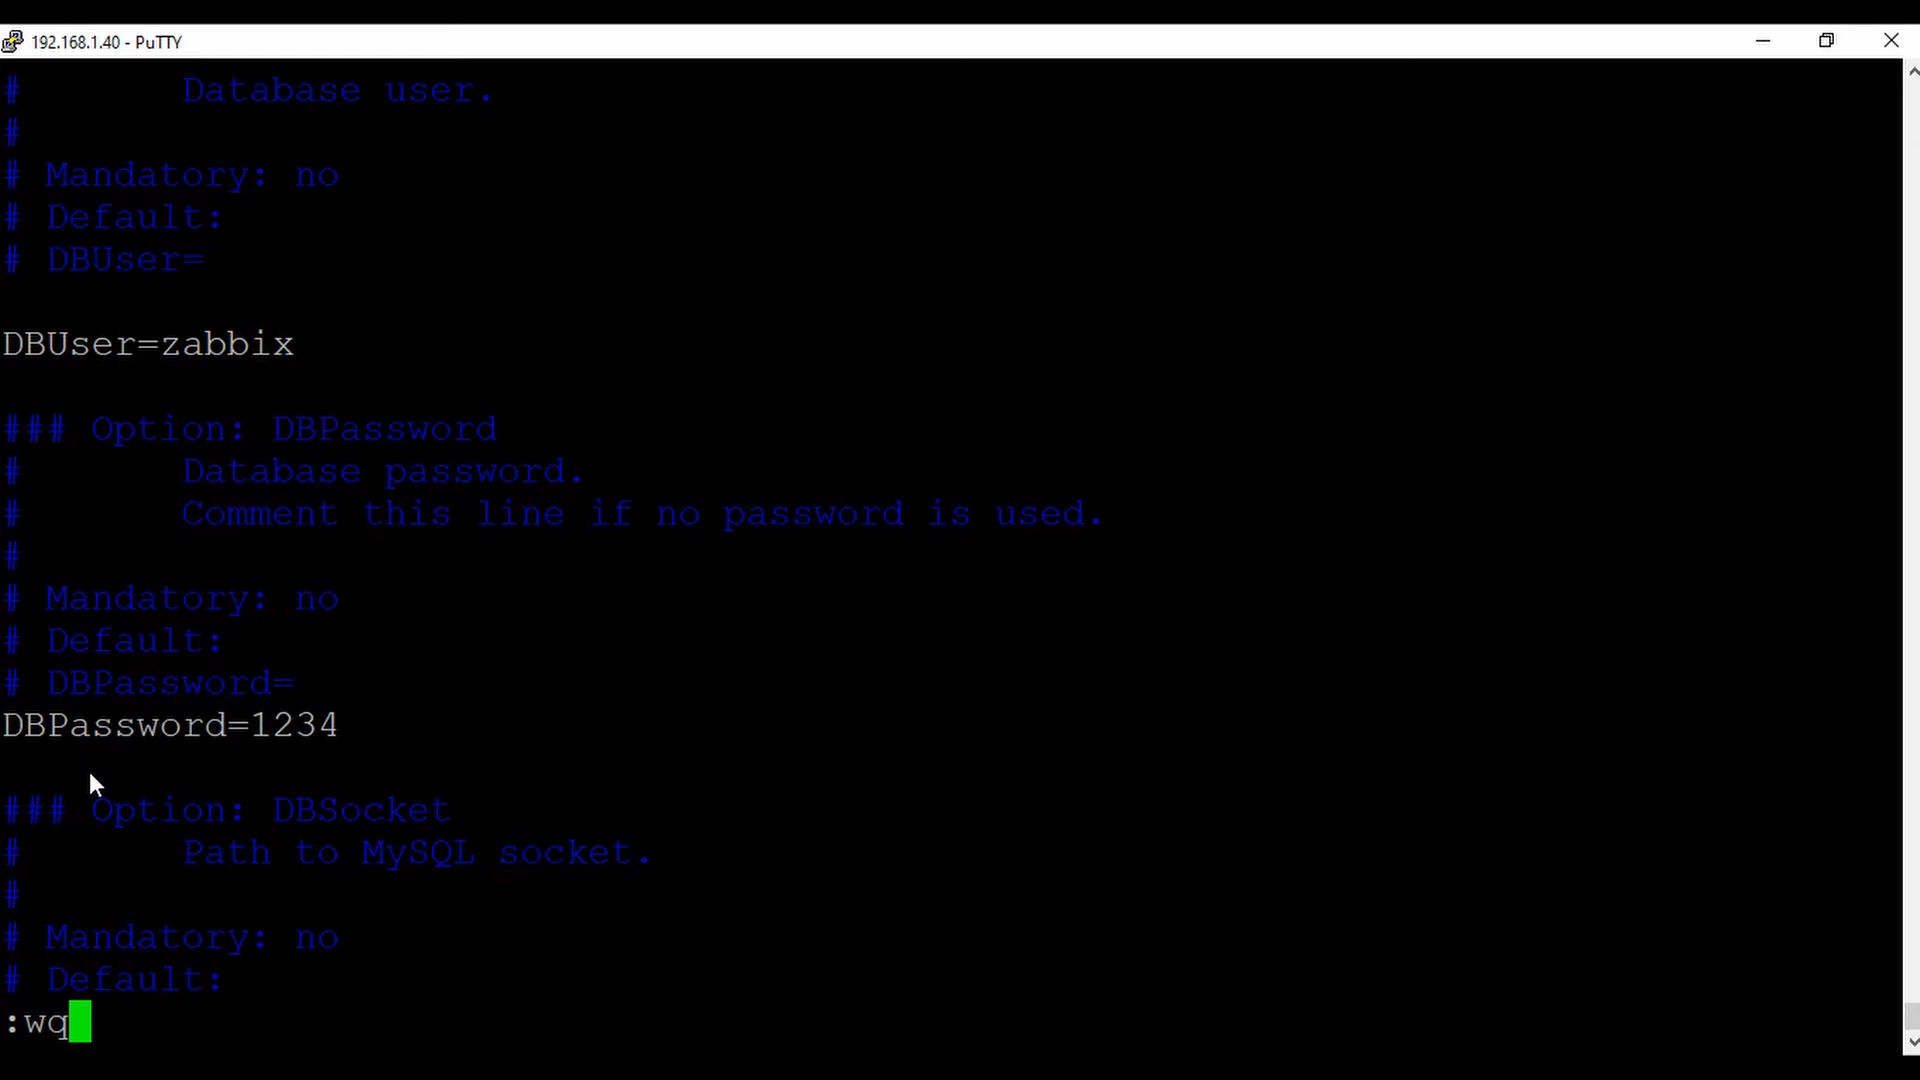 192.168.1.40 - PuTTY
# Database user.
#
# Mandatory: no
# Default:
# DBUser=
DBUser=zabbix
### Option: DBPassword
# Database password.
# Comment this line if no password is used.
#
# Mandatory: no
# Default:
# DBPassword=
DBPassword=1234
### Option: DBSocket
# Path to MySQL socket.
#
# Mandatory: no
# Default:
:wq